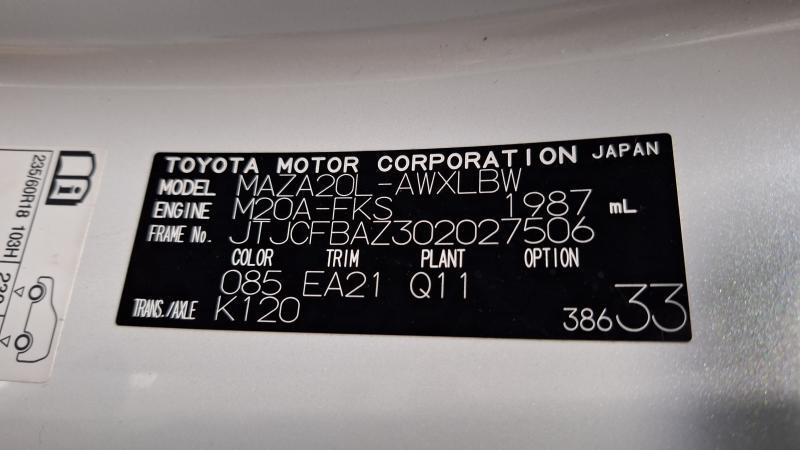 TOYOTA MOTOR CORPORATION JAPAN
MODEL MAZA20L-AWXLBW
ENGINE M20A-FKS 1987 mL
FRAME No. JTJCFBAZ302027506
COLOR TRIM PLANT OPTION
085 EA21 Q11
TRANS./AXLE K120
38633
235/60R18 103H